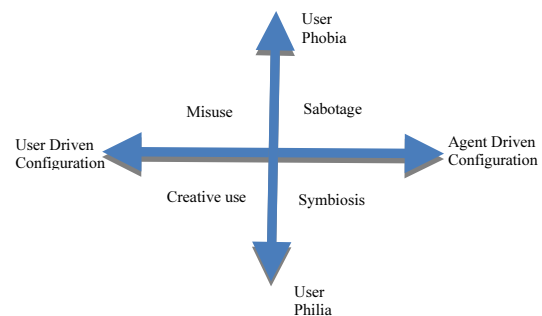 User
Phobia
Misuse
Sabotage
User Driven
Configuration
Agent Driven
Configuration
Creative use
Symbiosis
User
Philia